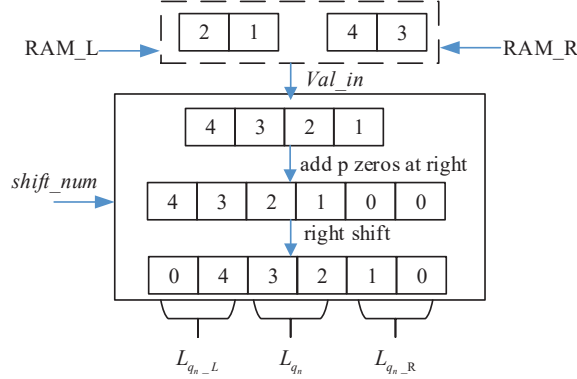 RAM_L 2 1 4 3 RAM_R
Val_in
4 3 2 1
add p zeros at right
shift_num
4 3 2 1 0 0
right shift
0 4 3 2 1 0
L_{q_n_L} L_{q_n} L_{q_n_R}